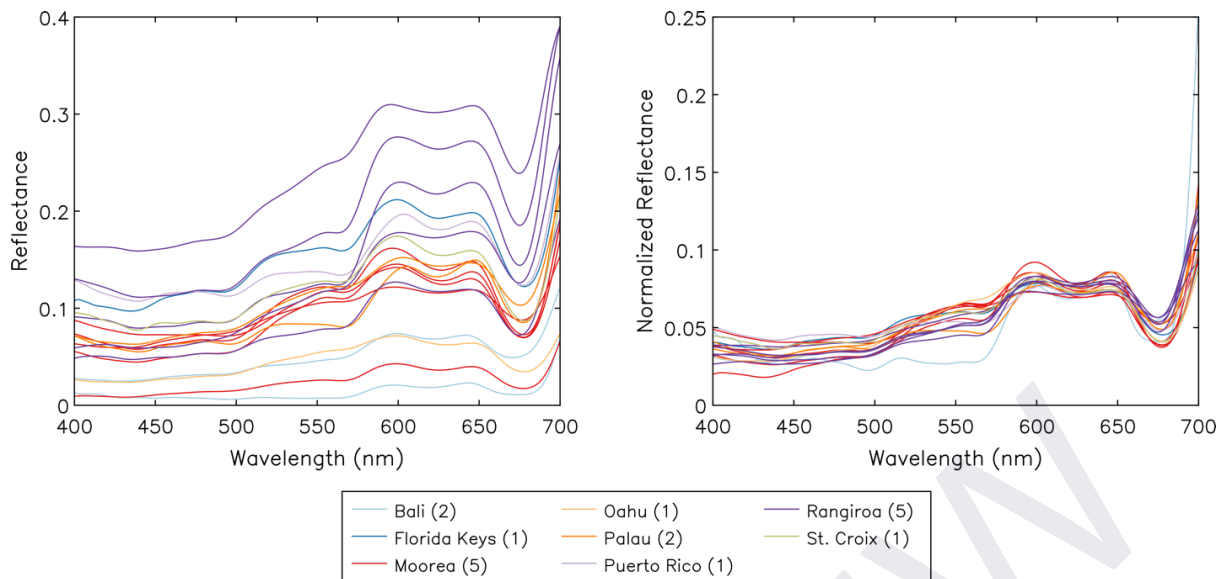 0.4
0.3
0.2
0.1
0
Reflectance
400 450 500 550 600 650 700
Wavelength (nm)
0.25
0.2
0.15
0.1
0.05
0
Normalized Reflectance
400 450 500 550 600 650 700
Wavelength (nm)
Bali (2) Oahu (1) Rangiroa (5)
Florida Keys (1) Palau (2) St. Croix (1)
Moorea (5) Puerto Rico (1)
W